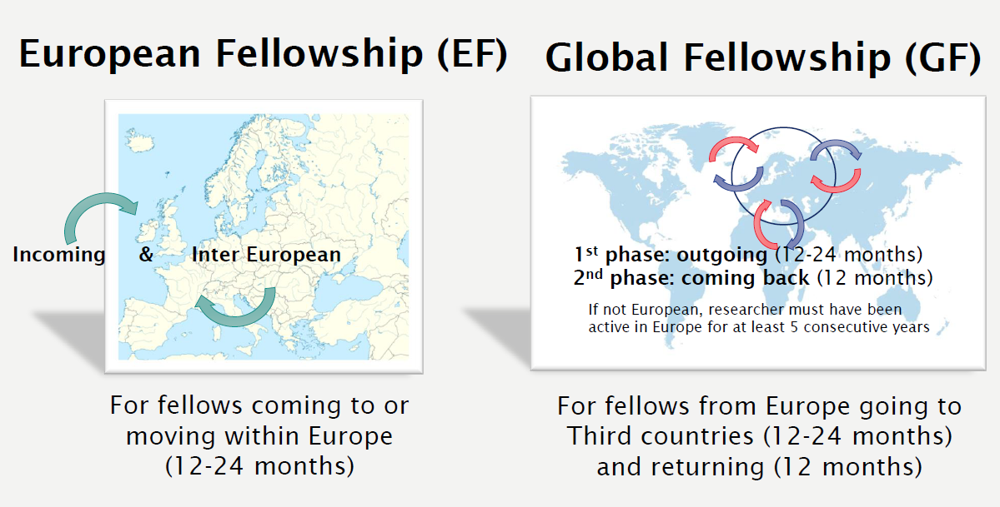 European Fellowship (EF)
Incoming & Inter European
For fellows coming to or
moving within Europe
(12-24 months)
Global Fellowship (GF)
1st phase: outgoing (12-24 months)
2nd phase: coming back (12 months)
If not European, researcher must have been
active in Europe for at least 5 consecutive years
For fellows from Europe going to
Third countries (12-24 months)
and returning (12 months)